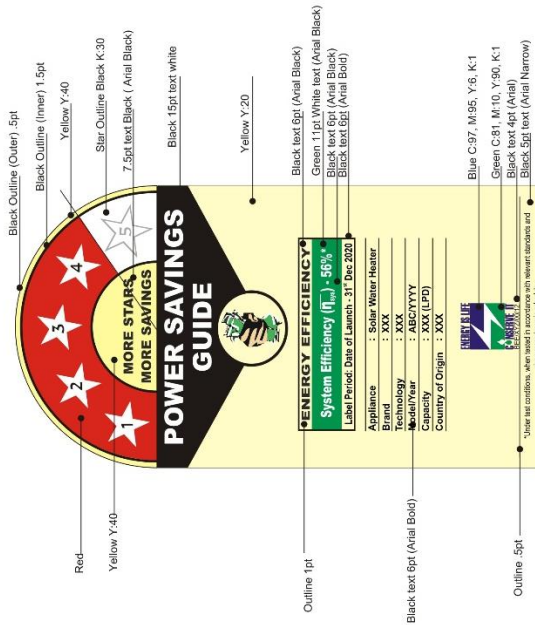 Black Outline (Outer) .5pt
Black Outline (Inner) 1.5pt
Yellow Y:40
Star Outline Black K:30
7.5pt text Black ( Arial Black)
Black 15pt text white
Yellow Y:20
Black text 6pt (Arial Black)
Green 11pt White text (Arial Black)
Black text 6pt (Arial Black)
Black text 6pt (Arial Bold)
Blue C:97, M:95, Y:6, K:1
Green C:81, M:10, Y:90, K:1
Black text 4pt (Arial)
Black 5pt text (Arial Narrow)
1
2
3
4
5
MORE STARS
MORE SAVINGS
POWER SAVINGS
GUIDE
ENERGY EFFICIENCY
System Efficiency (η̅sys) - 56%*
Label Period: Date of Launch - 31st Dec 2020
Appliance : Solar Water Heater
Brand : XXX
Technology : XXX
Model/Year : ABC/YYYY
Capacity : XXX (LPD)
Country of Origin : XXX
ENERGY IS LIFE
CONSERVE IT
*Under test conditions, when tested in accordance with relevant standards and
Red
Yellow Y:40
Outline 1pt
Black text 6pt (Arial Bold)
Outline .5pt